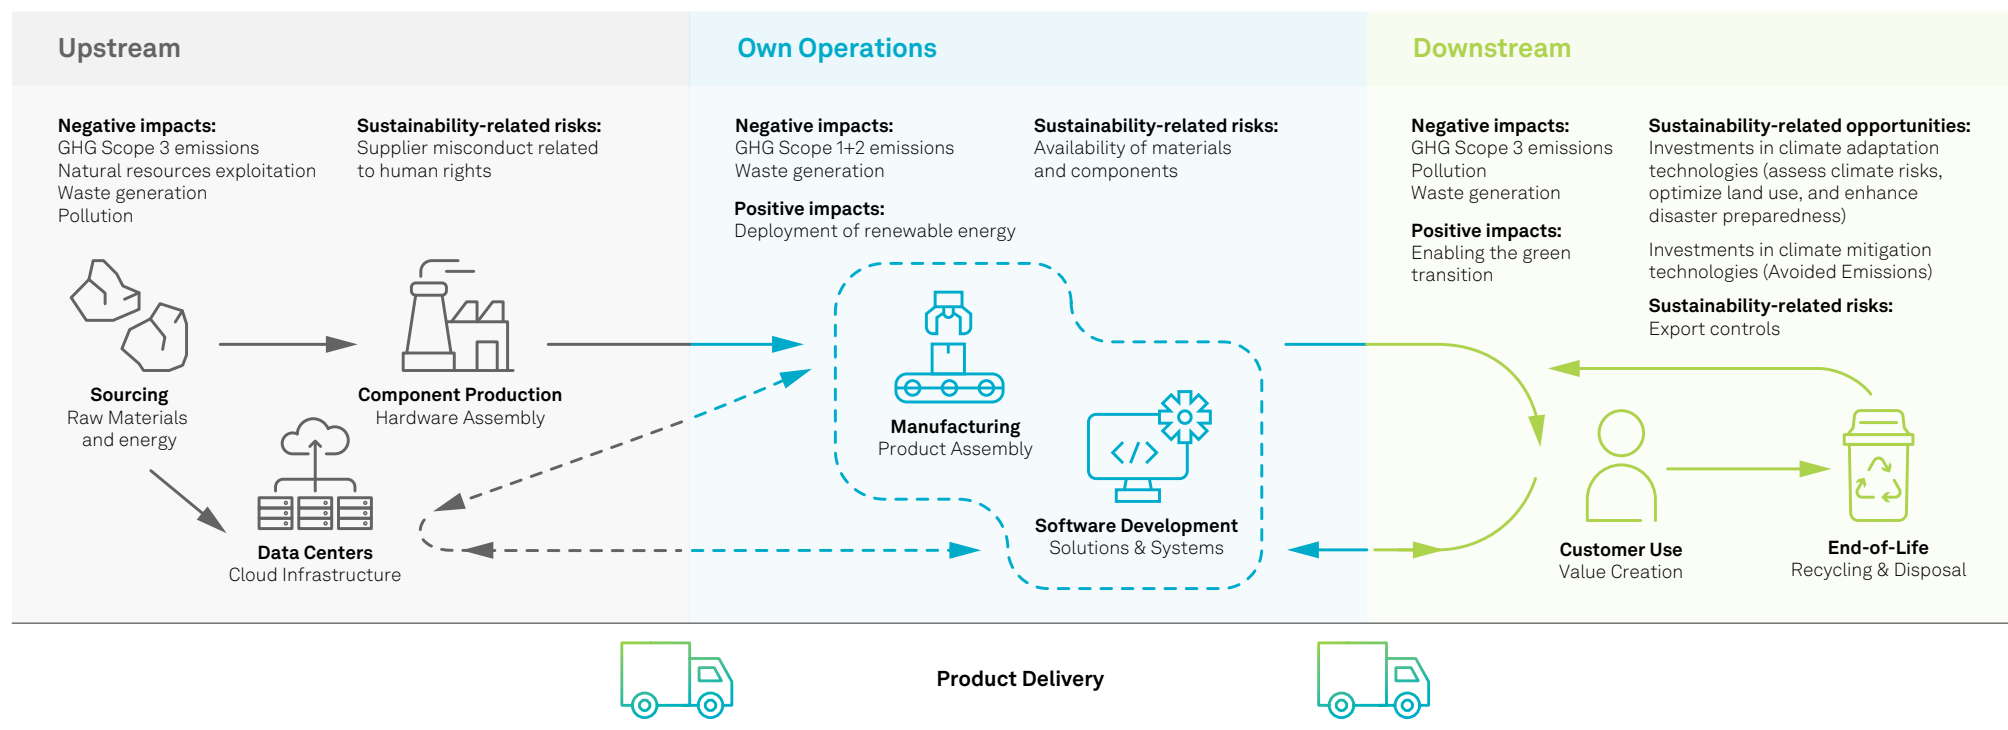 Upstream
Negative impacts:
GHG Scope 3 emissions
Natural resources exploitation
Waste generation
Pollution
Sustainability-related risks:
Supplier misconduct related
to human rights
Sourcing
Raw Materials
and energy
Component Production
Hardware Assembly
Data Centers
Cloud Infrastructure
Own Operations
Negative impacts:
GHG Scope 1+2 emissions
Waste generation
Positive impacts:
Deployment of renewable energy
Sustainability-related risks:
Availability of materials
and components
Manufacturing
Product Assembly
</>
Software Development
Solutions & Systems
Downstream
Negative impacts:
GHG Scope 3 emissions
Pollution
Waste generation
Positive impacts:
Enabling the green
transition
Sustainability-related opportunities:
Investments in climate adaptation
technologies (assess climate risks,
optimize land use, and enhance
disaster preparedness)
Investments in climate mitigation
technologies (Avoided Emissions)
Sustainability-related risks:
Export controls
Customer Use
Value Creation
End-of-Life
Recycling & Disposal
Product Delivery